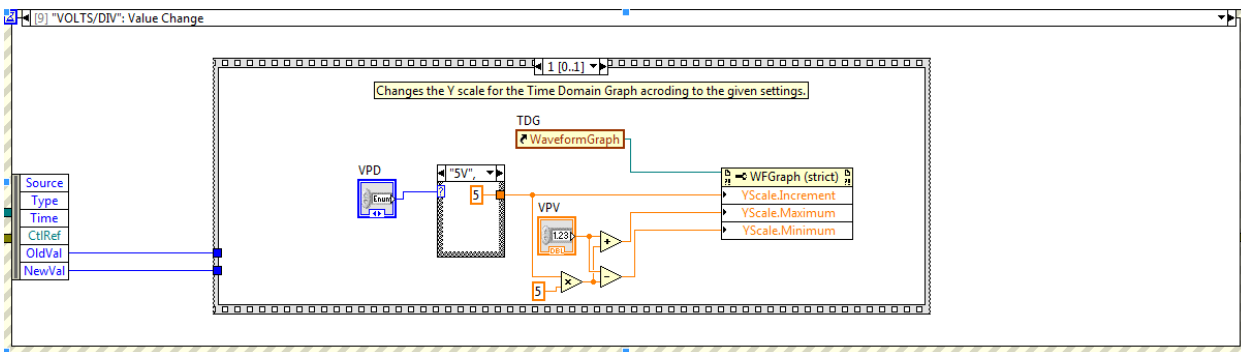 [9] "VOLTS/DIV": Value Change
1 [0..1]
Changes the Y scale for the Time Domain Graph acroding to the given settings.
TDG
WaveformGraph
VPD
Enum
"5V",
?
5
WFGraph (strict)
YScale.Increment
YScale.Maximum
YScale.Minimum
VPV
1.23
DBL
+
-
x
5
Source
Type
Time
CtlRef
OldVal
NewVal